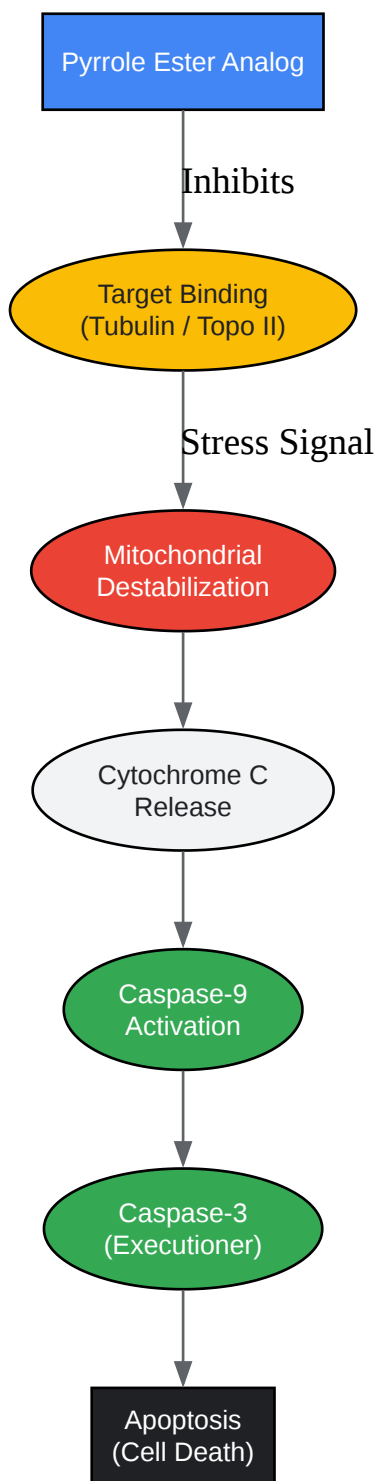 Pyrrole Ester Analog
Inhibits
Target Binding
(Tubulin / Topo II)
Stress Signal
Mitochondrial
Destabilization
Cytochrome C
Release
Caspase-9
Activation
Caspase-3
(Executioner)
Apoptosis
(Cell Death)